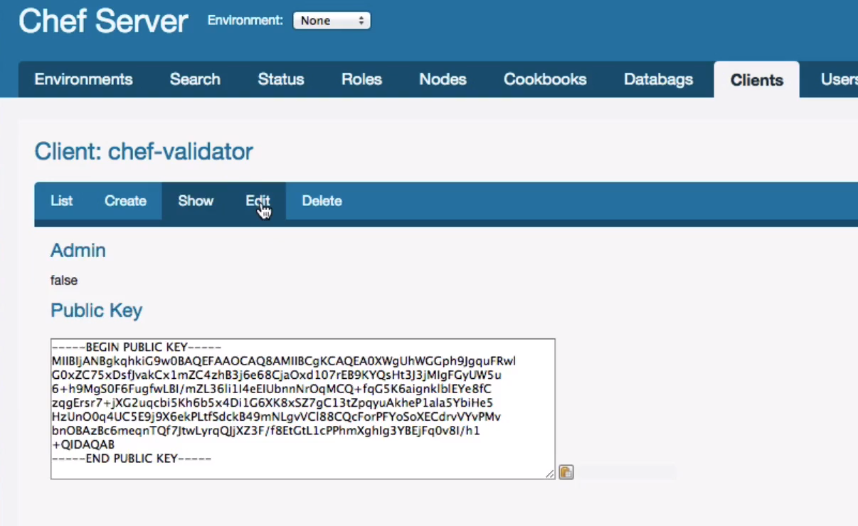 Chef Server
Environment: None
Environments Search Status Roles Nodes Cookbooks Databags Clients Users
Client: chef-validator
List Create Show Edit Delete
Admin
false
Public Key
-----BEGIN PUBLIC KEY-----
MIIBIjANBgkqhkiG9w0BAQEFAAOCAQ8AMIIBCgKCAQEA0XWgUhWGGph9JgquFRwl
G0xZC75xDsfJvakCx1mZC4zhB3j6e68CjaOxd107rEB9KYQsHt3J3jMIgFGyUW5u
6+h9MgS0F6FugfwLBI/mZL36li1l4eEIUbnnNrOqMCQ+fqG5K6aignklblEYe8fC
zqgErsr7+jXG2uqcbi5Kh6b5x4Di1G6XK8xSZ7gC13tZpqyuAkheP1ala5YbiHe5
HzUnO0q4UC5E9j9X6ekPLtfSdckB49mNLgvVCl88CQcForPFYoSoXECdrvVYvPMv
bnOBAzBc6meqnTQf7JtwLyrqQJjXZ3F/f8EtGtL1cPPhmXghIg3YBEjFq0v8I/h1
+QIDAQAB
-----END PUBLIC KEY-----